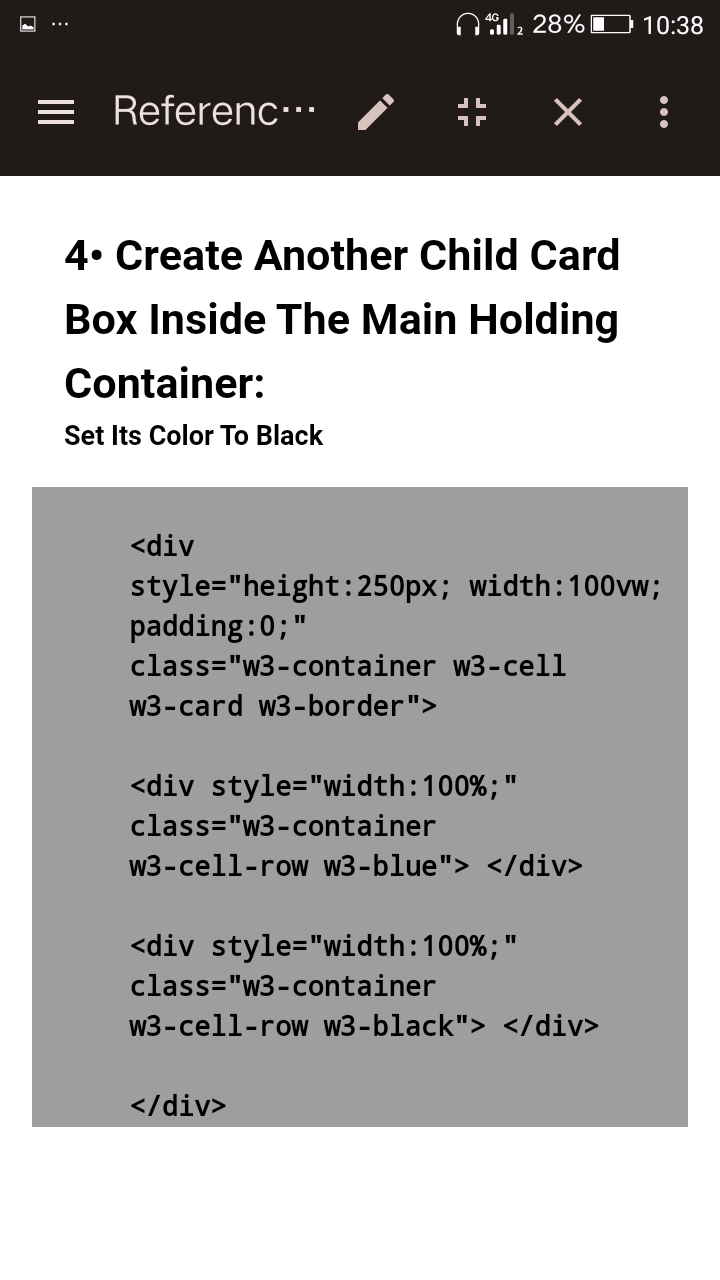 4G 2 28% 10:38
Referenc...
4• Create Another Child Card
Box Inside The Main Holding
Container:
Set Its Color To Black
<div
style="height:250px; width:100vw;
padding:0;"
class="w3-container w3-cell
w3-card w3-border">
<div style="width:100%;"
class="w3-container
w3-cell-row w3-blue"> </div>
<div style="width:100%;"
class="w3-container
w3-cell-row w3-black"> </div>
</div>